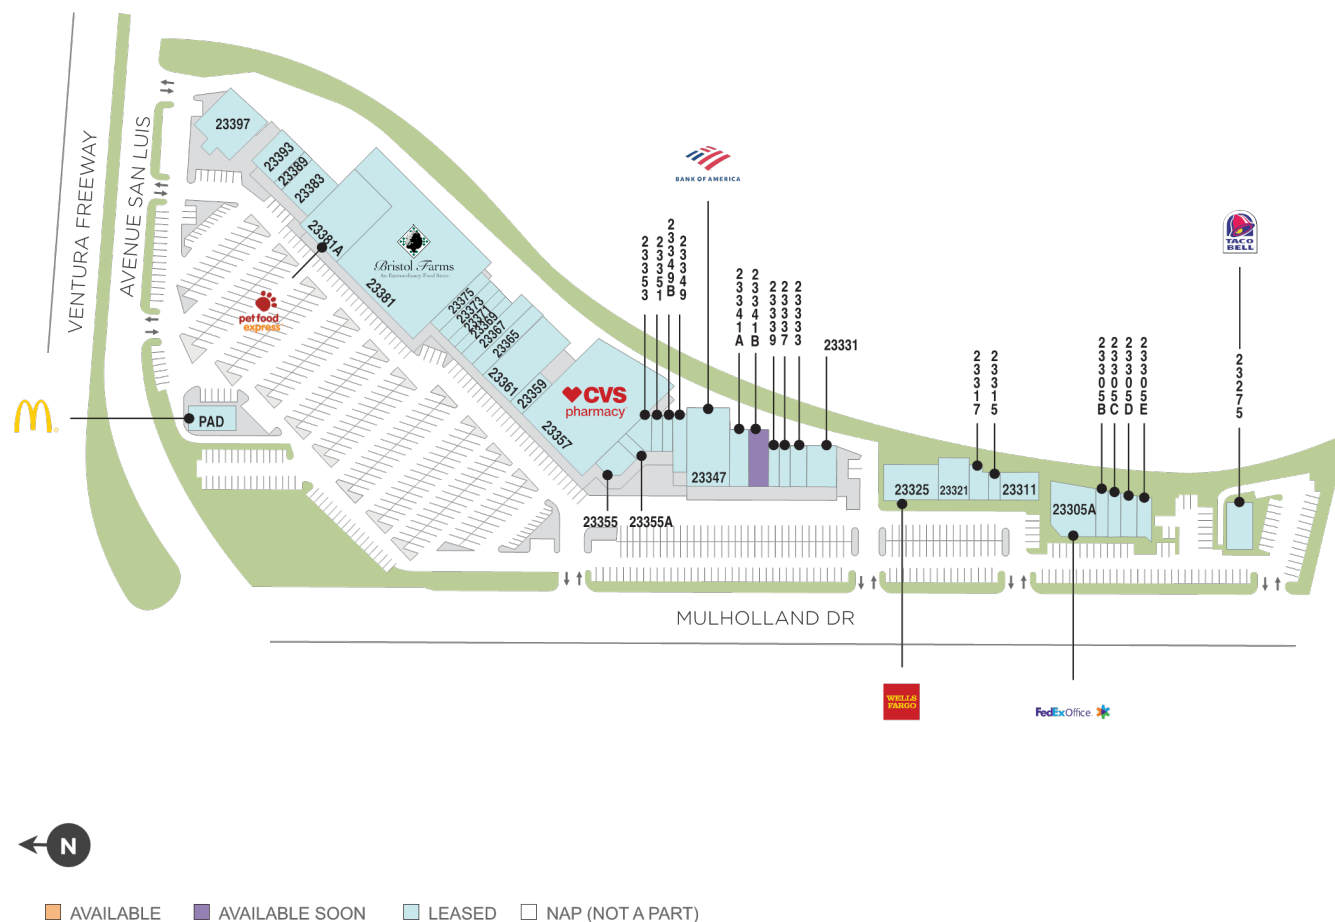 VENTURA FREEWAY
AVENUE SAN LUIS
23397
23393
23389
23383
23381A
Bristol Farms
An Extraordinary Food Store
23381
pet food
express
PAD
23375
23373
23371
23369
23367
23365
23361
23359
CVS
pharmacy
23357
23355
23355A
23353
23351
23349B
23349
BANK OF AMERICA
23347
23341A
23341B
23339
23337
23333
23331
23325
23321
23317
23315
23311
23305A
23305B
23305C
23305D
23305E
TACO
BELL
23275
MULHOLLAND DR
WELLS
FARGO
FedEx Office
N
AVAILABLE
AVAILABLE SOON
LEASED
NAP (NOT A PART)